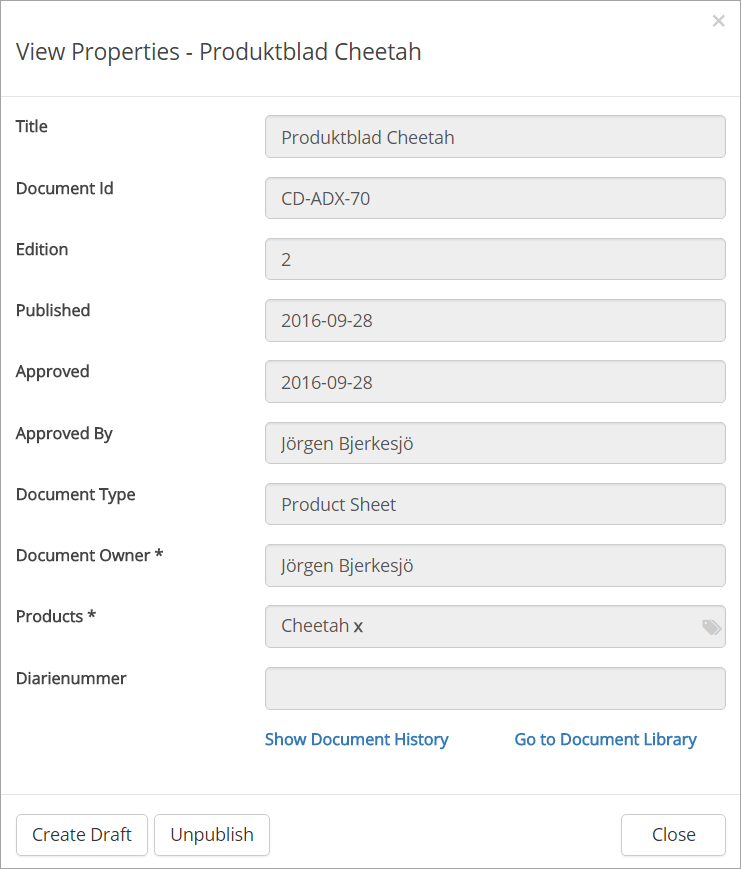 ×
View Properties - Produktblad Cheetah
Title
Produktblad Cheetah
Document Id
CD-ADX-70
Edition
2
Published
2016-09-28
Approved
2016-09-28
Approved By
Jörgen Bjerkesjö
Document Type
Product Sheet
Document Owner *
Jörgen Bjerkesjö
Products *
Cheetah x
Diarienummer
Show Document History
Go to Document Library
Create Draft
Unpublish
Close